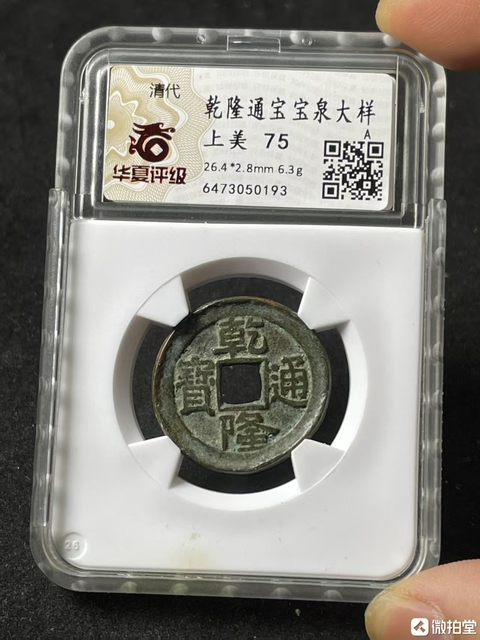 清代
乾隆通宝宝泉大样
上美 75
A
26.4*2.8mm 6.3g
6473050193
华夏评级
乾
隆
通
寶
26
微拍堂